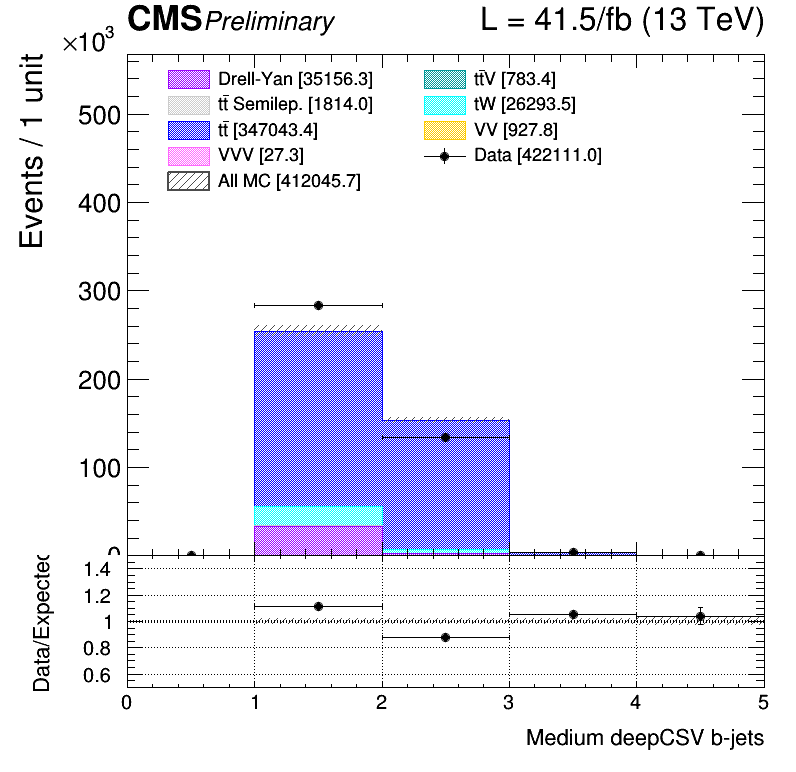 CMS Preliminary L = 41.5/fb (13 TeV)
×10³
Events / 1 unit
Drell-Yan [35156.3]
tt̄ Semilep. [1814.0]
tt̄ [347043.4]
VVV [27.3]
All MC [412045.7]
tt̄V [783.4]
tW [26293.5]
VV [927.8]
Data [422111.0]
500
400
300
200
100
0
Data/Expected
1.4
1.2
1
0.8
0.6
0 1 2 3 4 5
Medium deepCSV b-jets